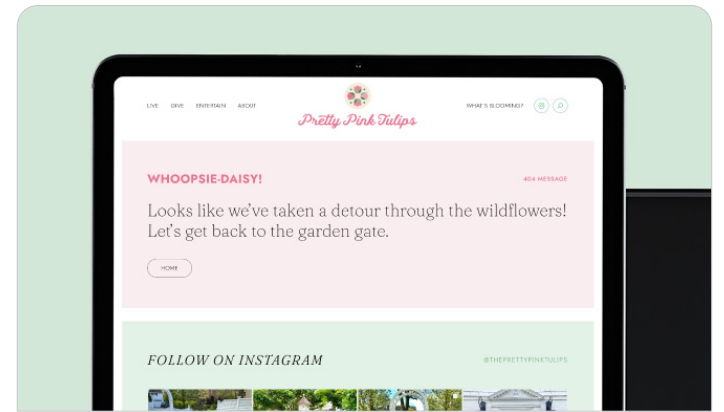 LIVE GIVE ENTERTAIN ABOUT
Pretty Pink Tulips
WHAT'S BLOOMING?
WHOOPSIE-DAISY!
404 MESSAGE
Looks like we've taken a detour through the wildflowers!
Let's get back to the garden gate.
HOME
FOLLOW ON INSTAGRAM
@THEPRETTYPINKTULIPS